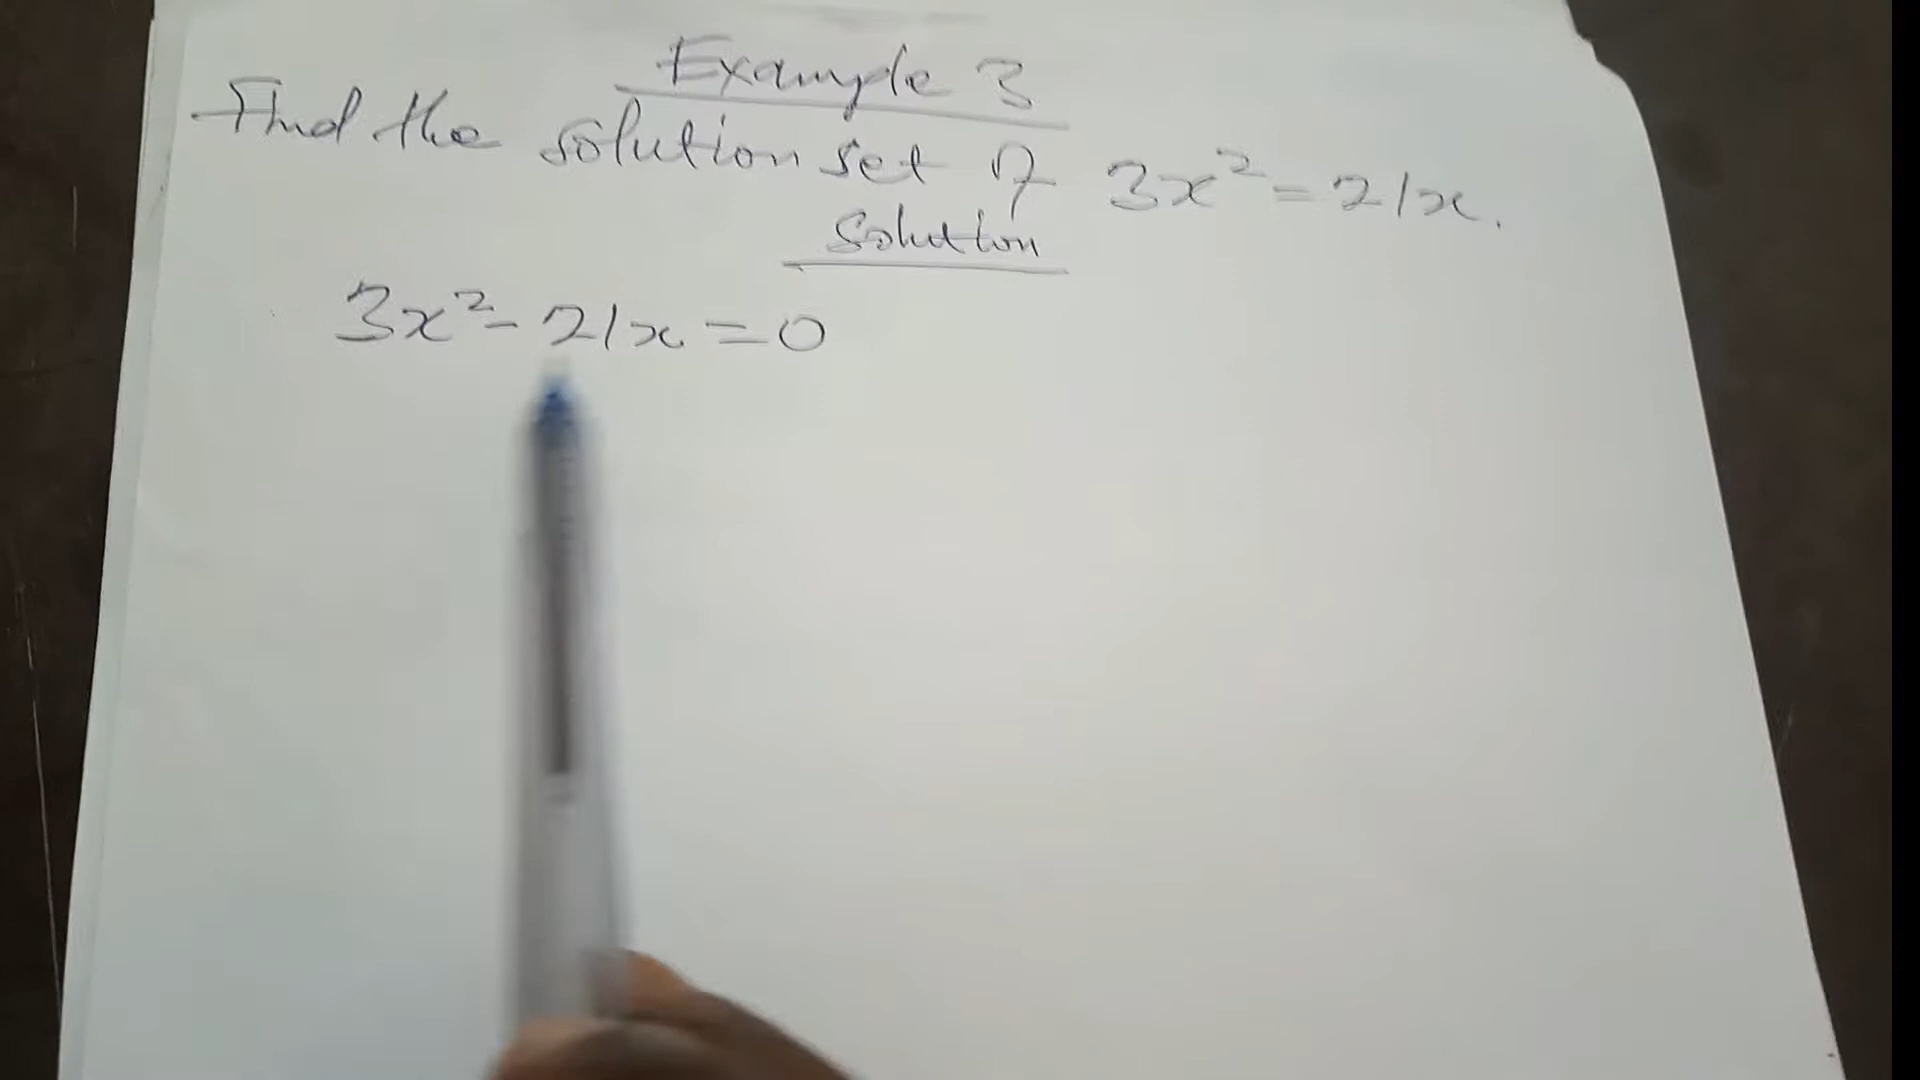 Example 3
Find the solution set of 3x² = 21x.
Solution
3x² - 21x = 0